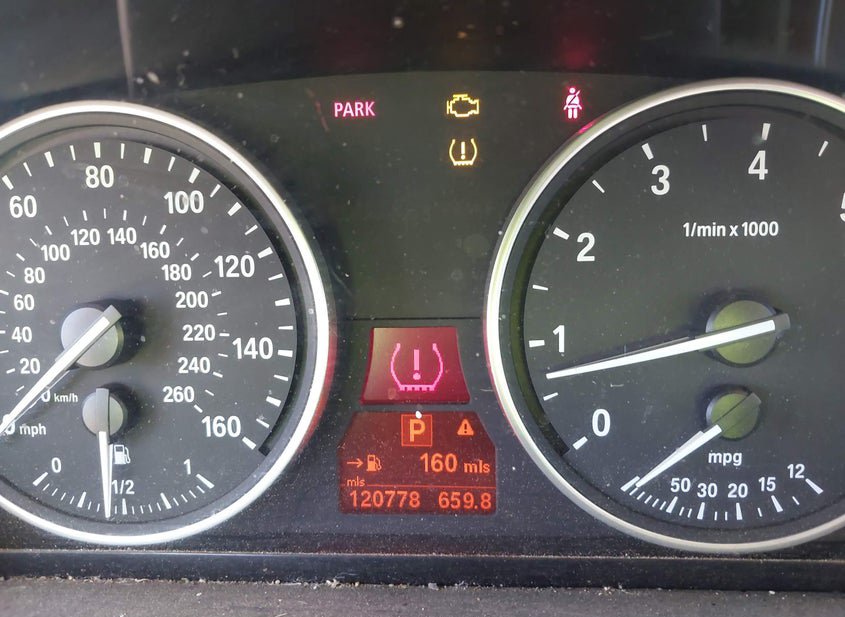 PARK
60 80 100 120 140 160
20 40 60 80 100 120 140 160 180 200 220 240 260
km/h
mph
0 1/2 1
1/min x 1000
0 1 2 3 4
mpg
50 30 20 15 12
P
160 mls
mls
120778 659.8